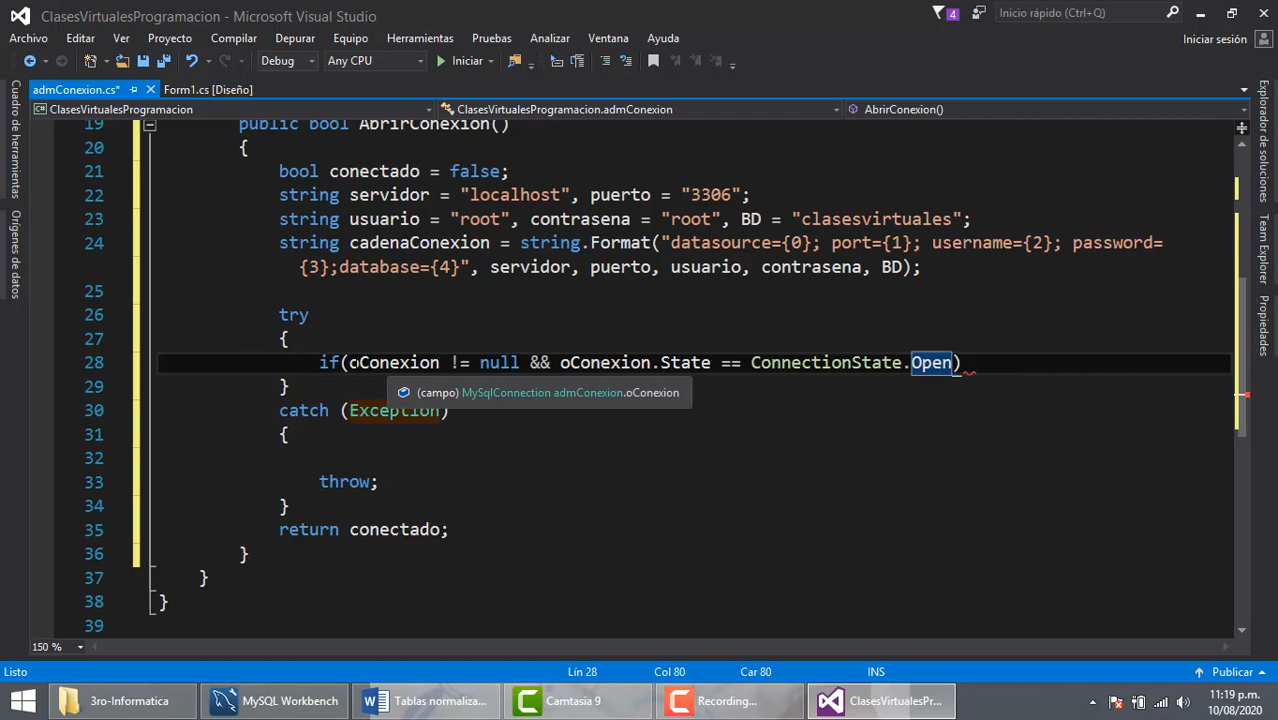 ClasesVirtualesProgramacion - Microsoft Visual Studio
4
Inicio rápido (Ctrl+Q)
Archivo Editar Ver Proyecto Compilar Depurar Equipo Herramientas Pruebas Analizar Ventana Ayuda
Iniciar sesión
Debug Any CPU Iniciar
admConexion.cs* Form1.cs [Diseño]
ClasesVirtualesProgramacion ClasesVirtualesProgramacion.admConexion AbrirConexion()
Cuadro de herramientas
Orígenes de datos
19 public bool AbrirConexion()
20 {
21 bool conectado = false;
22 string servidor = "localhost", puerto = "3306";
23 string usuario = "root", contrasena = "root", BD = "clasesvirtuales";
24 string cadenaConexion = string.Format("datasource={0}; port={1}; username={2}; password=
{3};database={4}", servidor, puerto, usuario, contrasena, BD);
25
26 try
27 {
28 if(oConexion != null && oConexion.State == ConnectionState.Open)
29 }
(campo) MySqlConnection admConexion.oConexion
30 catch (Exception)
31 {
32
33 throw;
34 }
35 return conectado;
36 }
37 }
38 }
39
Explorador de soluciones
Team Explorer
Propiedades
150 %
Listo Lín 28 Col 80 Car 80 INS Publicar
3ro-Informatica MySQL Workbench Tablas normaliza... Camtasia 9 Recording... ClasesVirtualesPr...
11:19 p.m.
10/08/2020